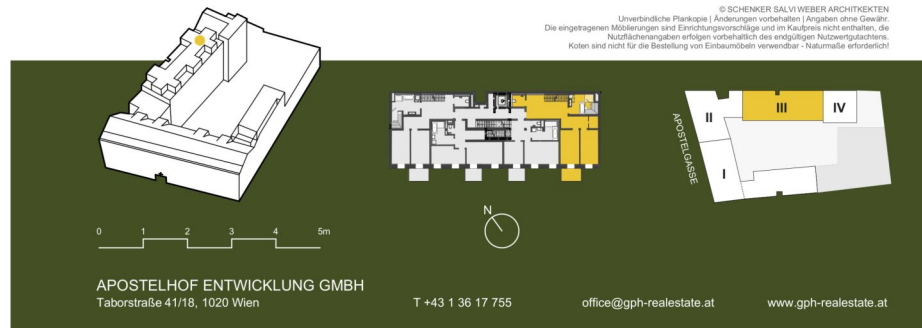 © SCHENKER SALVI WEBER ARCHITKEKTEN
Unverbindliche Plankopie | Änderungen vorbehalten | Angaben ohne Gewähr.
Die eingetragenen Möblierungen sind Einrichtungsvorschläge und im Kaufpreis nicht enthalten, die
Nutzflächenangaben erfolgen vorbehaltlich des endgültigen Nutzwertgutachtens.
Koten sind nicht für die Bestellung von Einbaumöbeln verwendbar - Naturmaße erforderlich!
II
III
IV
APOSTELGASSE
I
N
0 1 2 3 4 5m
APOSTELHOF ENTWICKLUNG GMBH
Taborstraße 41/18, 1020 Wien
T +43 1 36 17 755
office@gph-realestate.at
www.gph-realestate.at